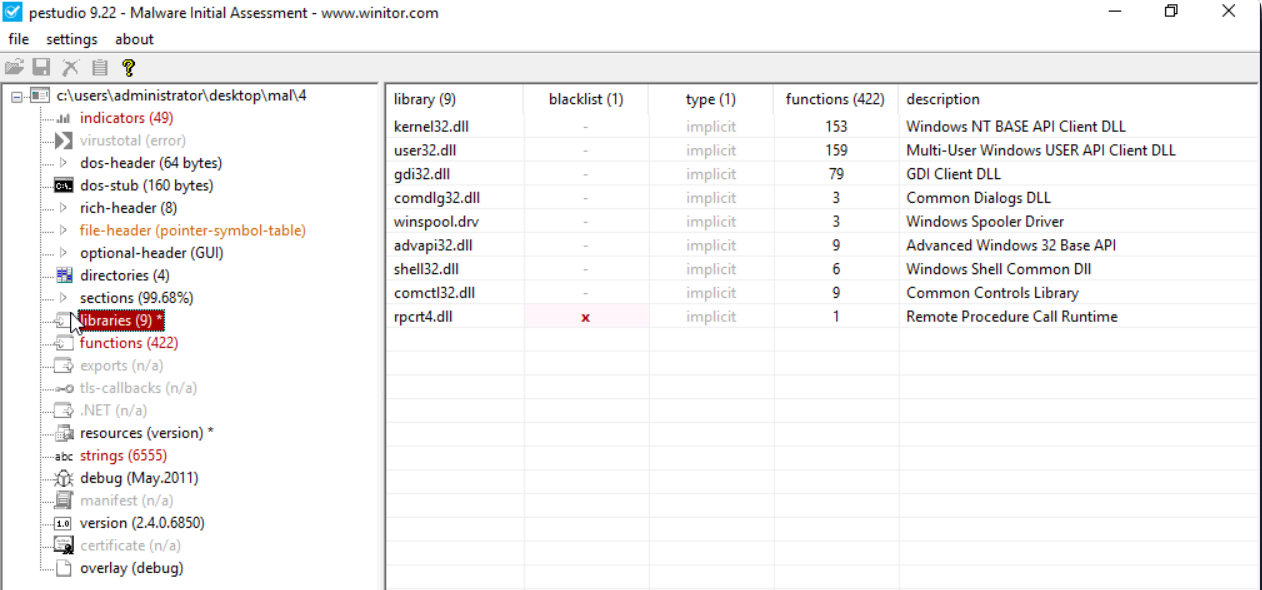 pestudio 9.22 - Malware Initial Assessment - www.winitor.com
file settings about
c:\users\administrator\desktop\mal\4
indicators (49)
virustotal (error)
dos-header (64 bytes)
dos-stub (160 bytes)
rich-header (8)
file-header (pointer-symbol-table)
optional-header (GUI)
directories (4)
sections (99.68%)
libraries (9) *
functions (422)
exports (n/a)
tls-callbacks (n/a)
.NET (n/a)
resources (version) *
abc strings (6555)
debug (May.2011)
manifest (n/a)
1.0 version (2.4.0.6850)
certificate (n/a)
overlay (debug)
library (9) blacklist (1) type (1) functions (422) description
kernel32.dll - implicit 153 Windows NT BASE API Client DLL
user32.dll - implicit 159 Multi-User Windows USER API Client DLL
gdi32.dll - implicit 79 GDI Client DLL
comdlg32.dll - implicit 3 Common Dialogs DLL
winspool.drv - implicit 3 Windows Spooler Driver
advapi32.dll - implicit 9 Advanced Windows 32 Base API
shell32.dll - implicit 6 Windows Shell Common Dll
comctl32.dll - implicit 9 Common Controls Library
rpcrt4.dll x implicit 1 Remote Procedure Call Runtime